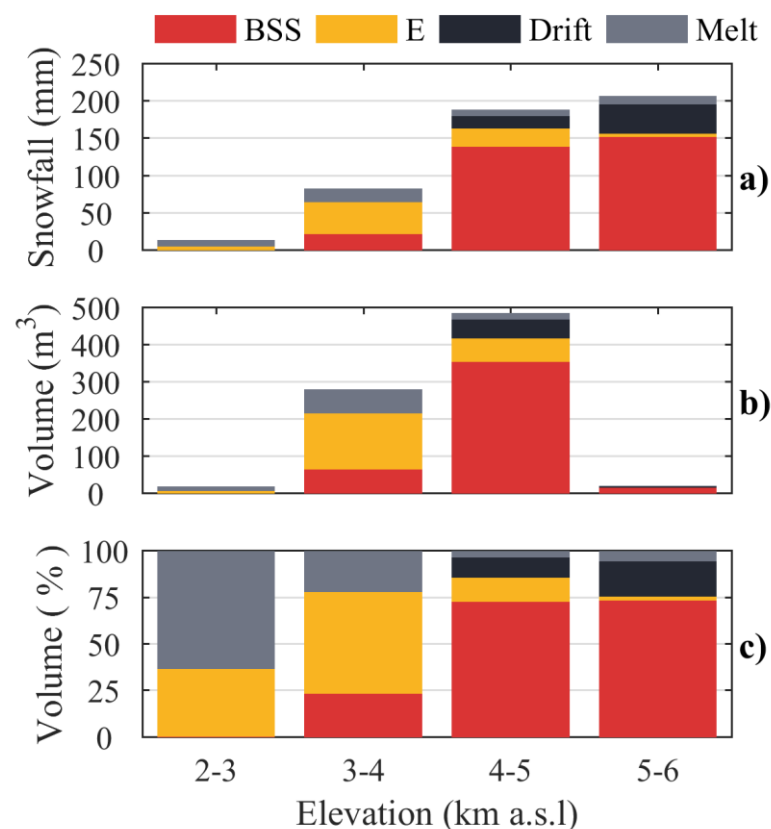 BSS E Drift Melt
250
200
150
100
50
0
Snowfall (mm)
a)
500
400
300
200
100
0
Volume (m³)
b)
100
75
50
25
0
Volume ( %)
c)
2-3 3-4 4-5 5-6
Elevation (km a.s.l)